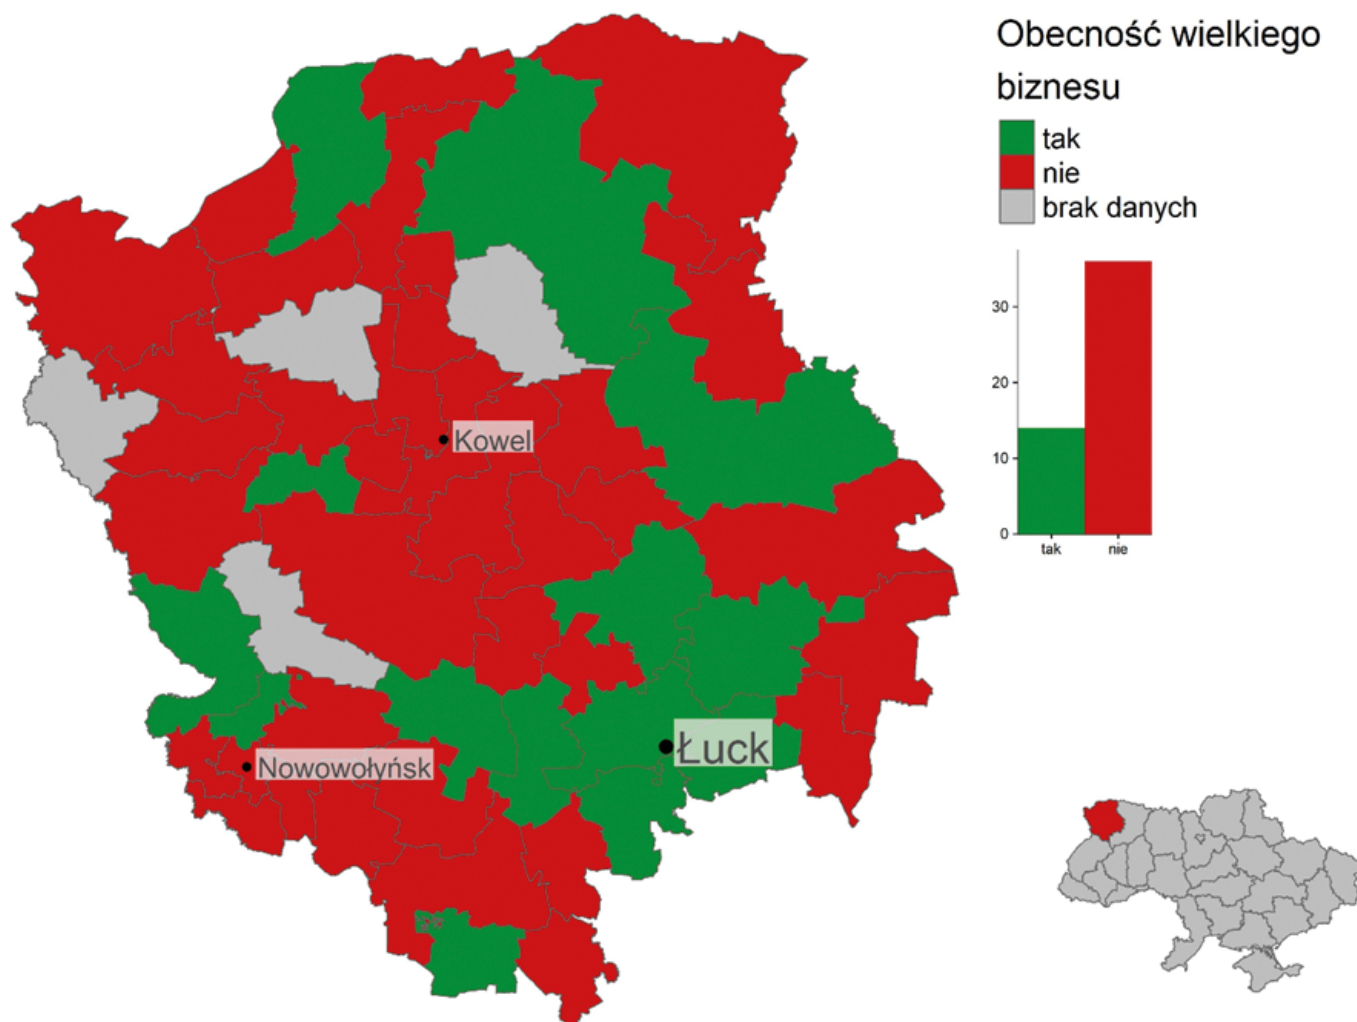 Obecność wielkiego
biznesu
tak
nie
brak danych
30
20
10
0
tak
nie
Kowel
Łuck
Nowowołyńsk